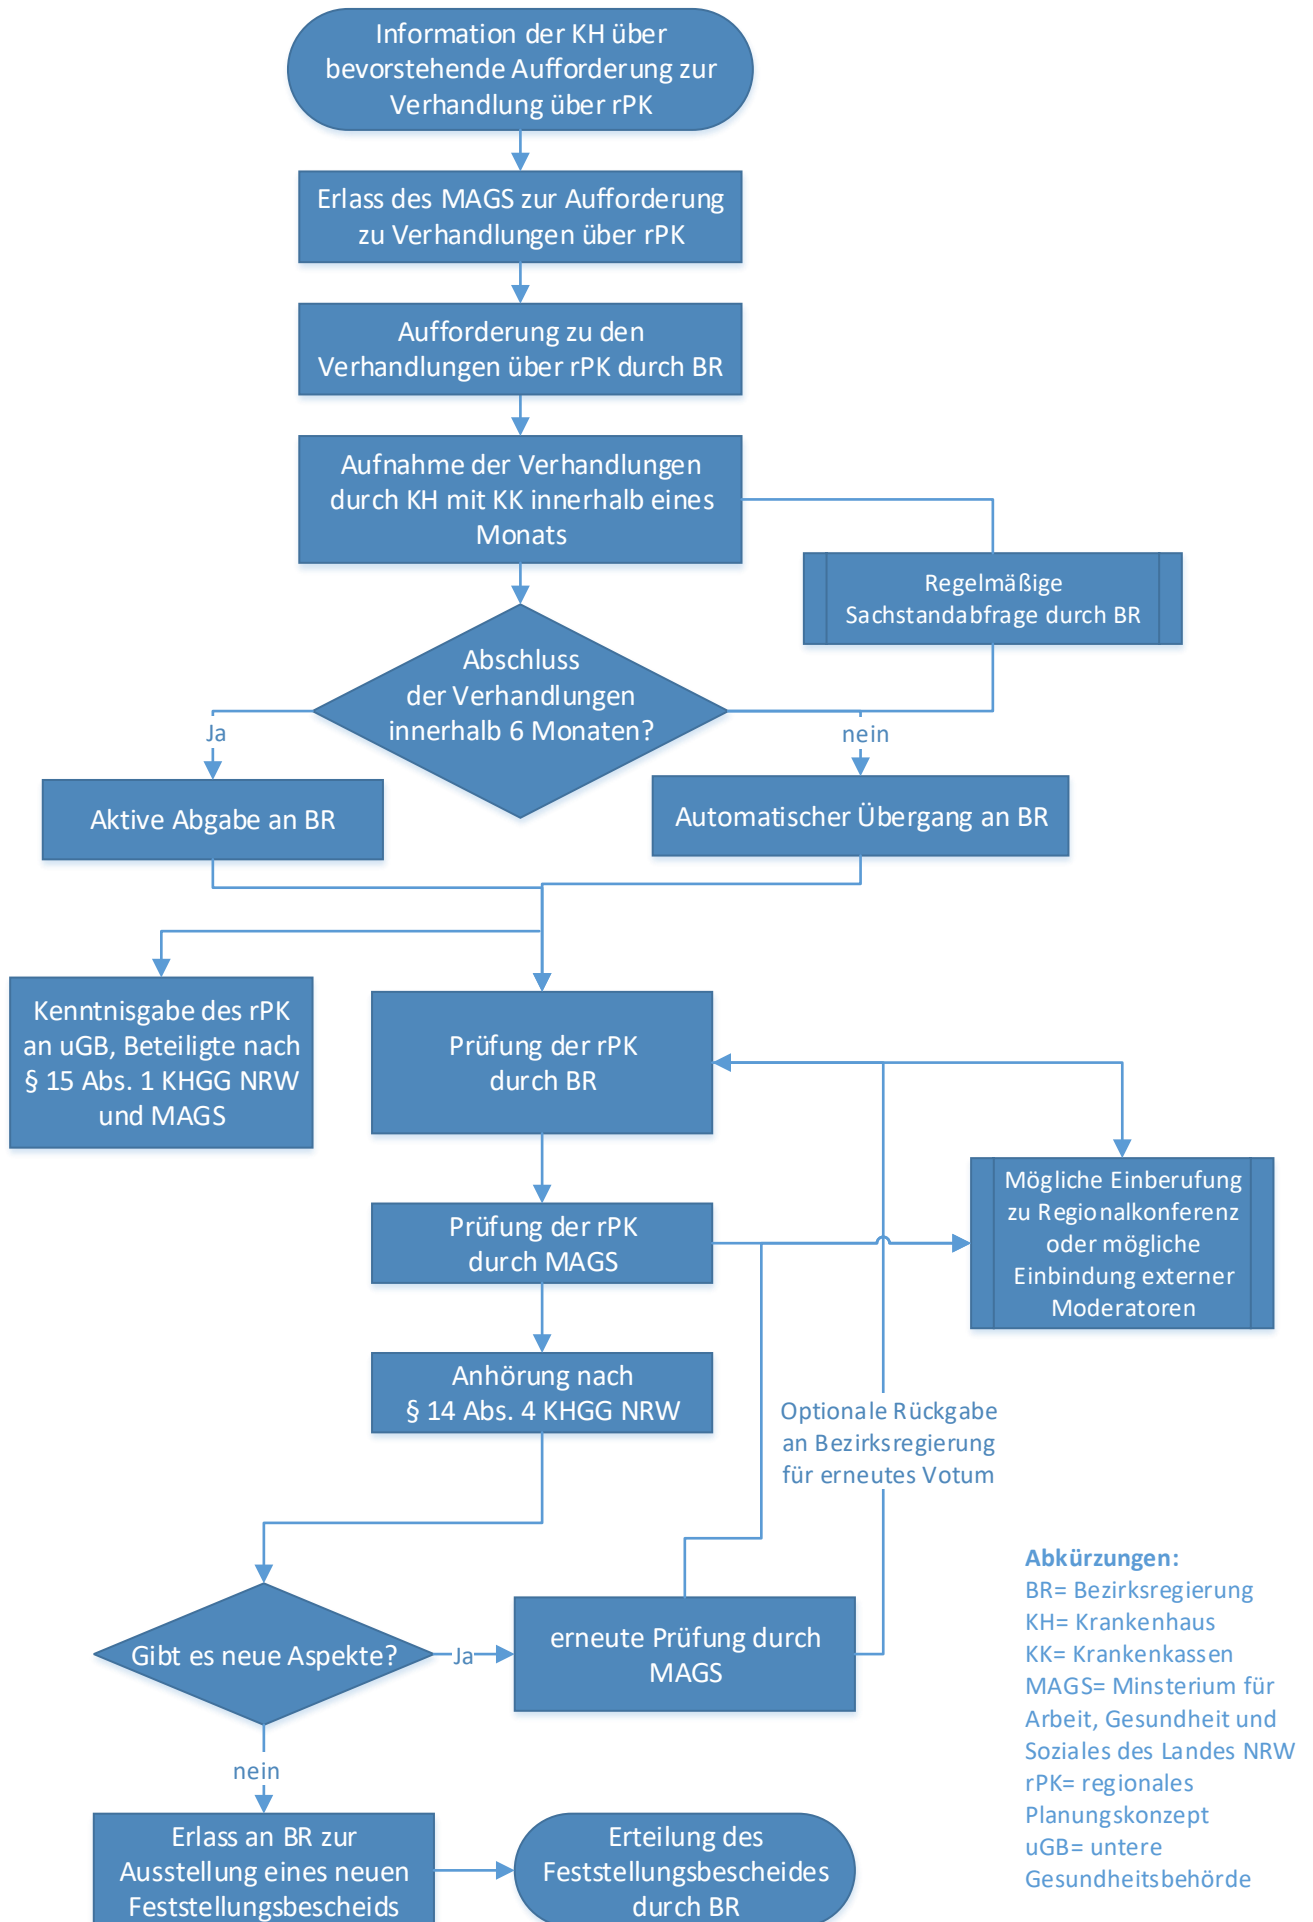 Information der KH über
bevorstehende Aufforderung zur
Verhandlung über rPK
Erlass des MAGS zur Aufforderung
zu Verhandlungen über rPK
Aufforderung zu den
Verhandlungen über rPK durch BR
Aufnahme der Verhandlungen
durch KH mit KK innerhalb eines
Monats
Regelmäßige
Sachstandabfrage durch BR
Abschluss
der Verhandlungen
innerhalb 6 Monaten?
Ja
nein
Aktive Abgabe an BR
Automatischer Übergang an BR
Kenntnisgabe des rPK
an uGB, Beteiligte nach
§ 15 Abs. 1 KHGG NRW
und MAGS
Prüfung der rPK
durch BR
Prüfung der rPK
durch MAGS
Mögliche Einberufung
zu Regionalkonferenz
oder mögliche
Einbindung externer
Moderatoren
Anhörung nach
§ 14 Abs. 4 KHGG NRW
Optionale Rückgabe
an Bezirksregierung
für erneutes Votum
Gibt es neue Aspekte?
Ja
erneute Prüfung durch
MAGS
nein
Erlass an BR zur
Ausstellung eines neuen
Feststellungsbescheids
Erteilung des
Feststellungsbescheides
durch BR
Abkürzungen:
BR= Bezirksregierung
KH= Krankenhaus
KK= Krankenkassen
MAGS= Minsterium für
Arbeit, Gesundheit und
Soziales des Landes NRW
rPK= regionales
Planungskonzept
uGB= untere
Gesundheitsbehörde